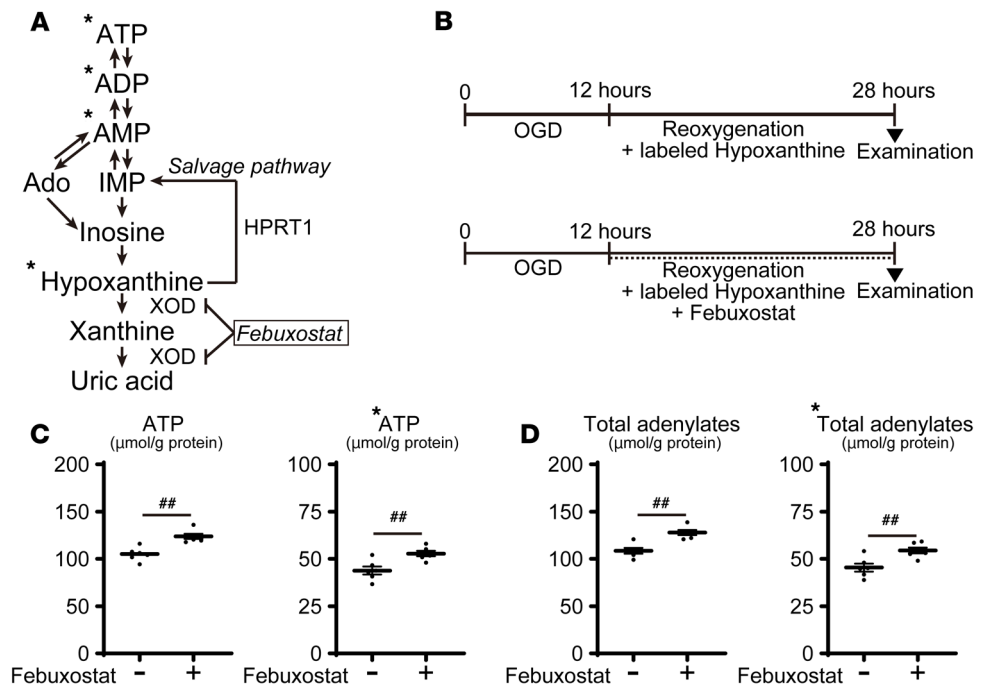 A
*ATP
*ADP
*AMP
Salvage pathway
Ado
IMP
HPRT1
Inosine
*Hypoxanthine
XOD
Xanthine
Febuxostat
XOD
Uric acid
B
0
12 hours
28 hours
OGD
Reoxygenation
+ labeled Hypoxanthine
Examination
0
12 hours
28 hours
OGD
Reoxygenation
+ labeled Hypoxanthine
+ Febuxostat
Examination
C
ATP
(μmol/g protein)
200
150
100
50
0
##
Febuxostat - +
*ATP
(μmol/g protein)
100
75
50
25
0
##
Febuxostat - +
D
Total adenylates
(μmol/g protein)
200
150
100
50
0
##
Febuxostat - +
*Total adenylates
(μmol/g protein)
100
75
50
25
0
##
Febuxostat - +